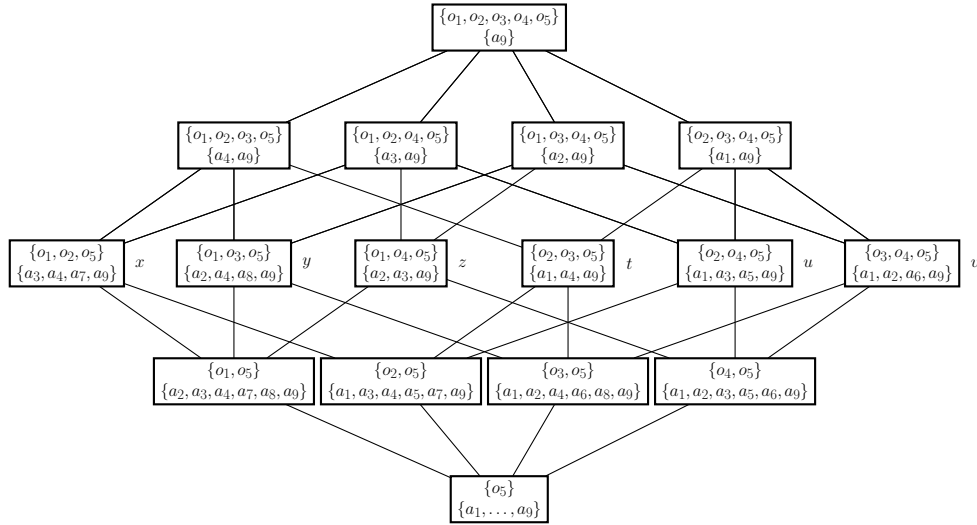 {o₁, o₂, o₃, o₄, o₅}
{a₉}
{o₁, o₂, o₃, o₅}
{a₄, a₉}
{o₁, o₂, o₄, o₅}
{a₃, a₉}
{o₁, o₃, o₄, o₅}
{a₂, a₉}
{o₂, o₃, o₄, o₅}
{a₁, a₉}
{o₁, o₂, o₅}
{a₃, a₄, a₇, a₉}
x
{o₁, o₃, o₅}
{a₂, a₄, a₈, a₉}
y
{o₁, o₄, o₅}
{a₂, a₃, a₉}
z
{o₂, o₃, o₅}
{a₁, a₄, a₉}
t
{o₂, o₄, o₅}
{a₁, a₃, a₅, a₉}
u
{o₃, o₄, o₅}
{a₁, a₂, a₆, a₉}
{o₁, o₅}
{a₂, a₃, a₄, a₇, a₈, a₉}
{o₂, o₅}
{a₁, a₃, a₄, a₅, a₇, a₉}
{o₃, o₅}
{a₁, a₂, a₄, a₆, a₈, a₉}
{o₄, o₅}
{a₁, a₂, a₃, a₅, a₆, a₉}
{o₅}
{a₁, . . . , a₉}